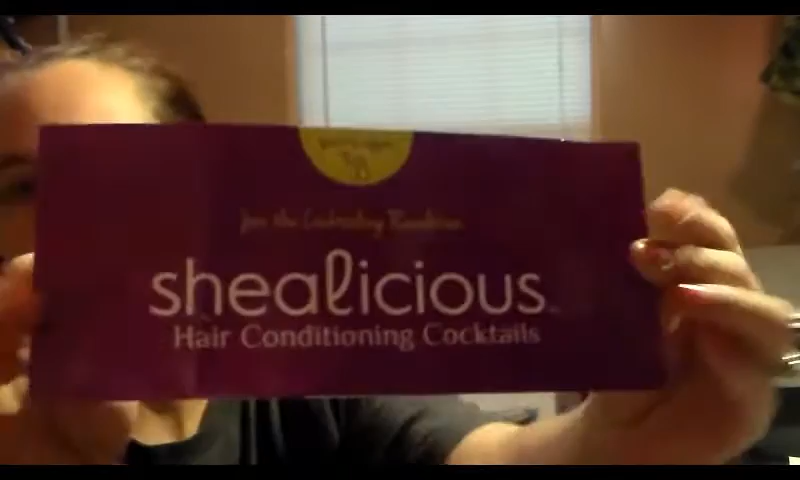 Join the Cocktailing Revolution
shealicious
Hair Conditioning Cocktails